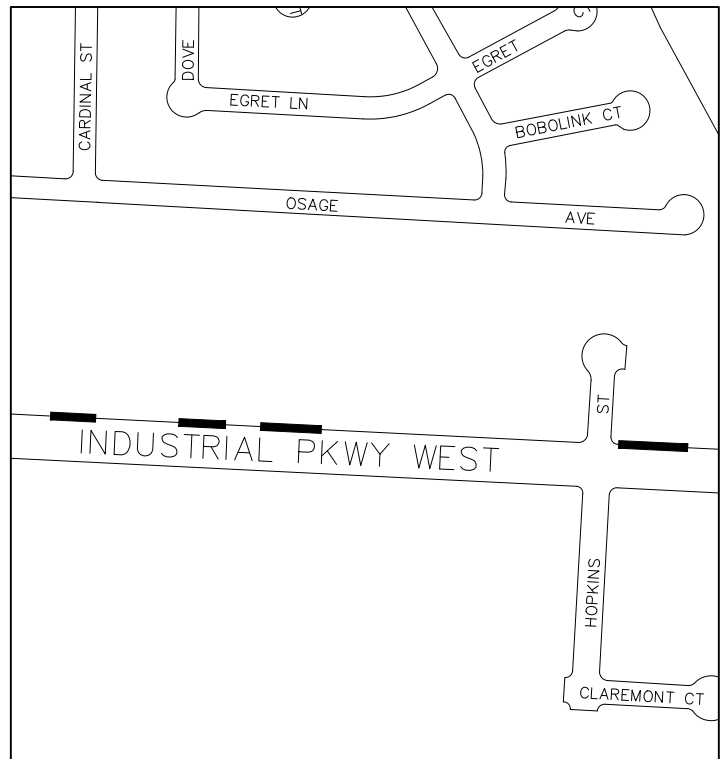 CARDINAL ST
DOVE
EGRET LN
EGRET
C
T
BOBOLINK CT
OSAGE
AVE
ST
INDUSTRIAL PKWY WEST
HOPKINS
CLAREMONT CT